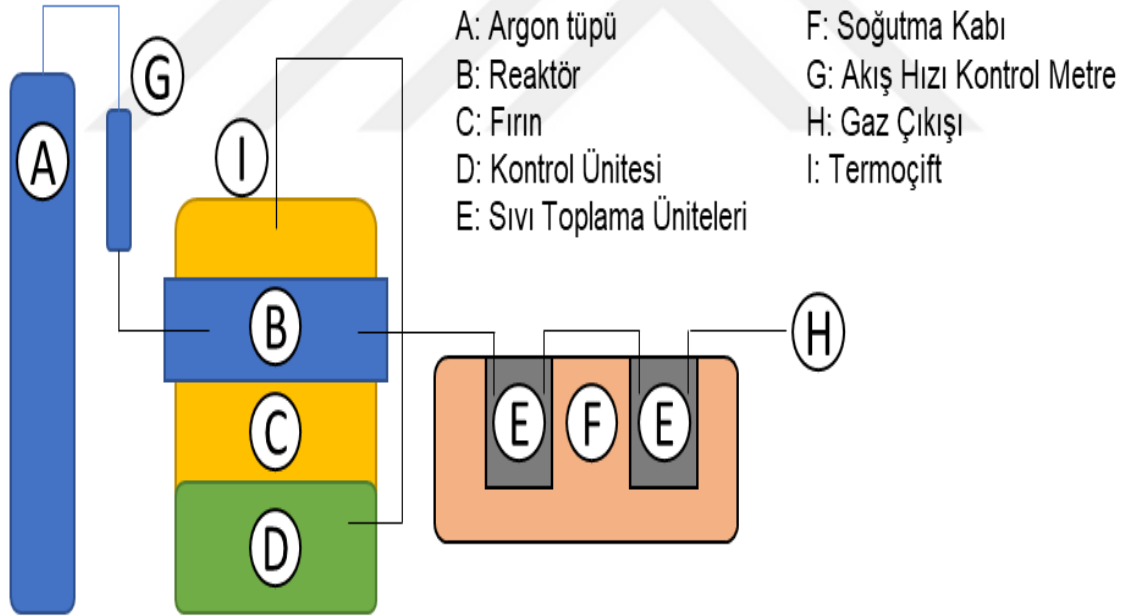 A: Argon tüpü
B: Reaktör
C: Fırın
D: Kontrol Ünitesi
E: Sıvı Toplama Üniteleri
F: Soğutma Kabı
G: Akış Hızı Kontrol Metre
H: Gaz Çıkışı
I: Termoçift
A
G
I
B
C
D
E
F
E
H